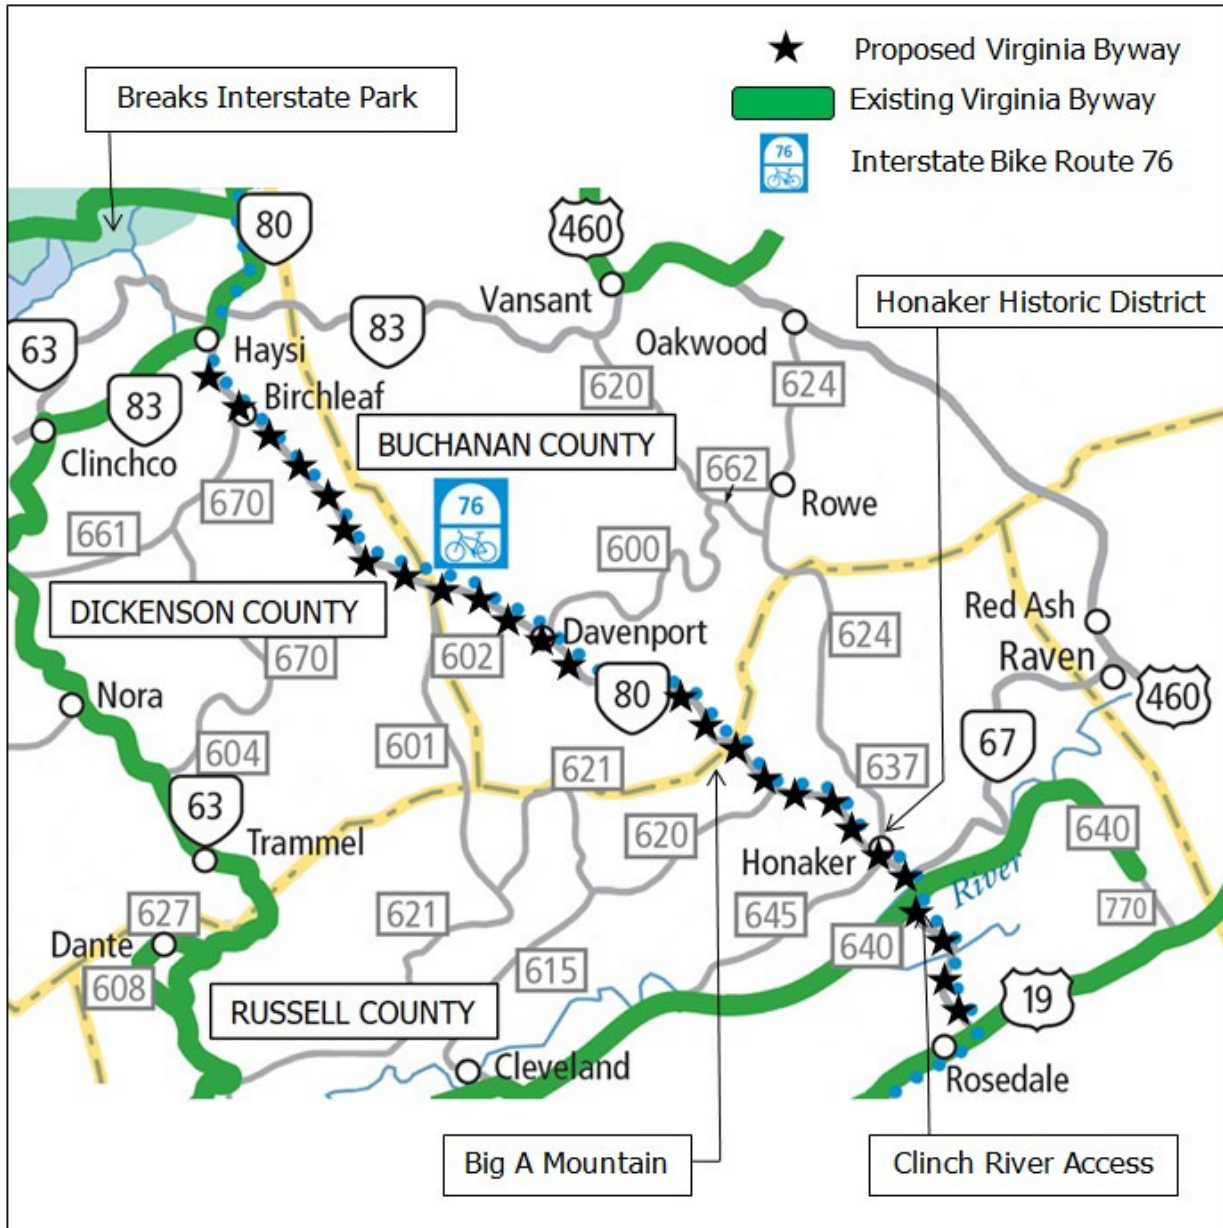 Proposed Virginia Byway
Existing Virginia Byway
76
Interstate Bike Route 76
Breaks Interstate Park
80
460
Vansant
Honaker Historic District
63
83
Haysi
Oakwood
83
Birchleaf
620
624
Clinchco
BUCHANAN COUNTY
662
670
76
Rowe
661
600
DICKENSON COUNTY
Red Ash
Davenport
624
670
602
Raven
Nora
80
460
604
601
67
621
637
63
Trammel
620
640
Honaker
River
627
621
645
770
Dante
640
608
615
RUSSELL COUNTY
19
Cleveland
Rosedale
Big A Mountain
Clinch River Access